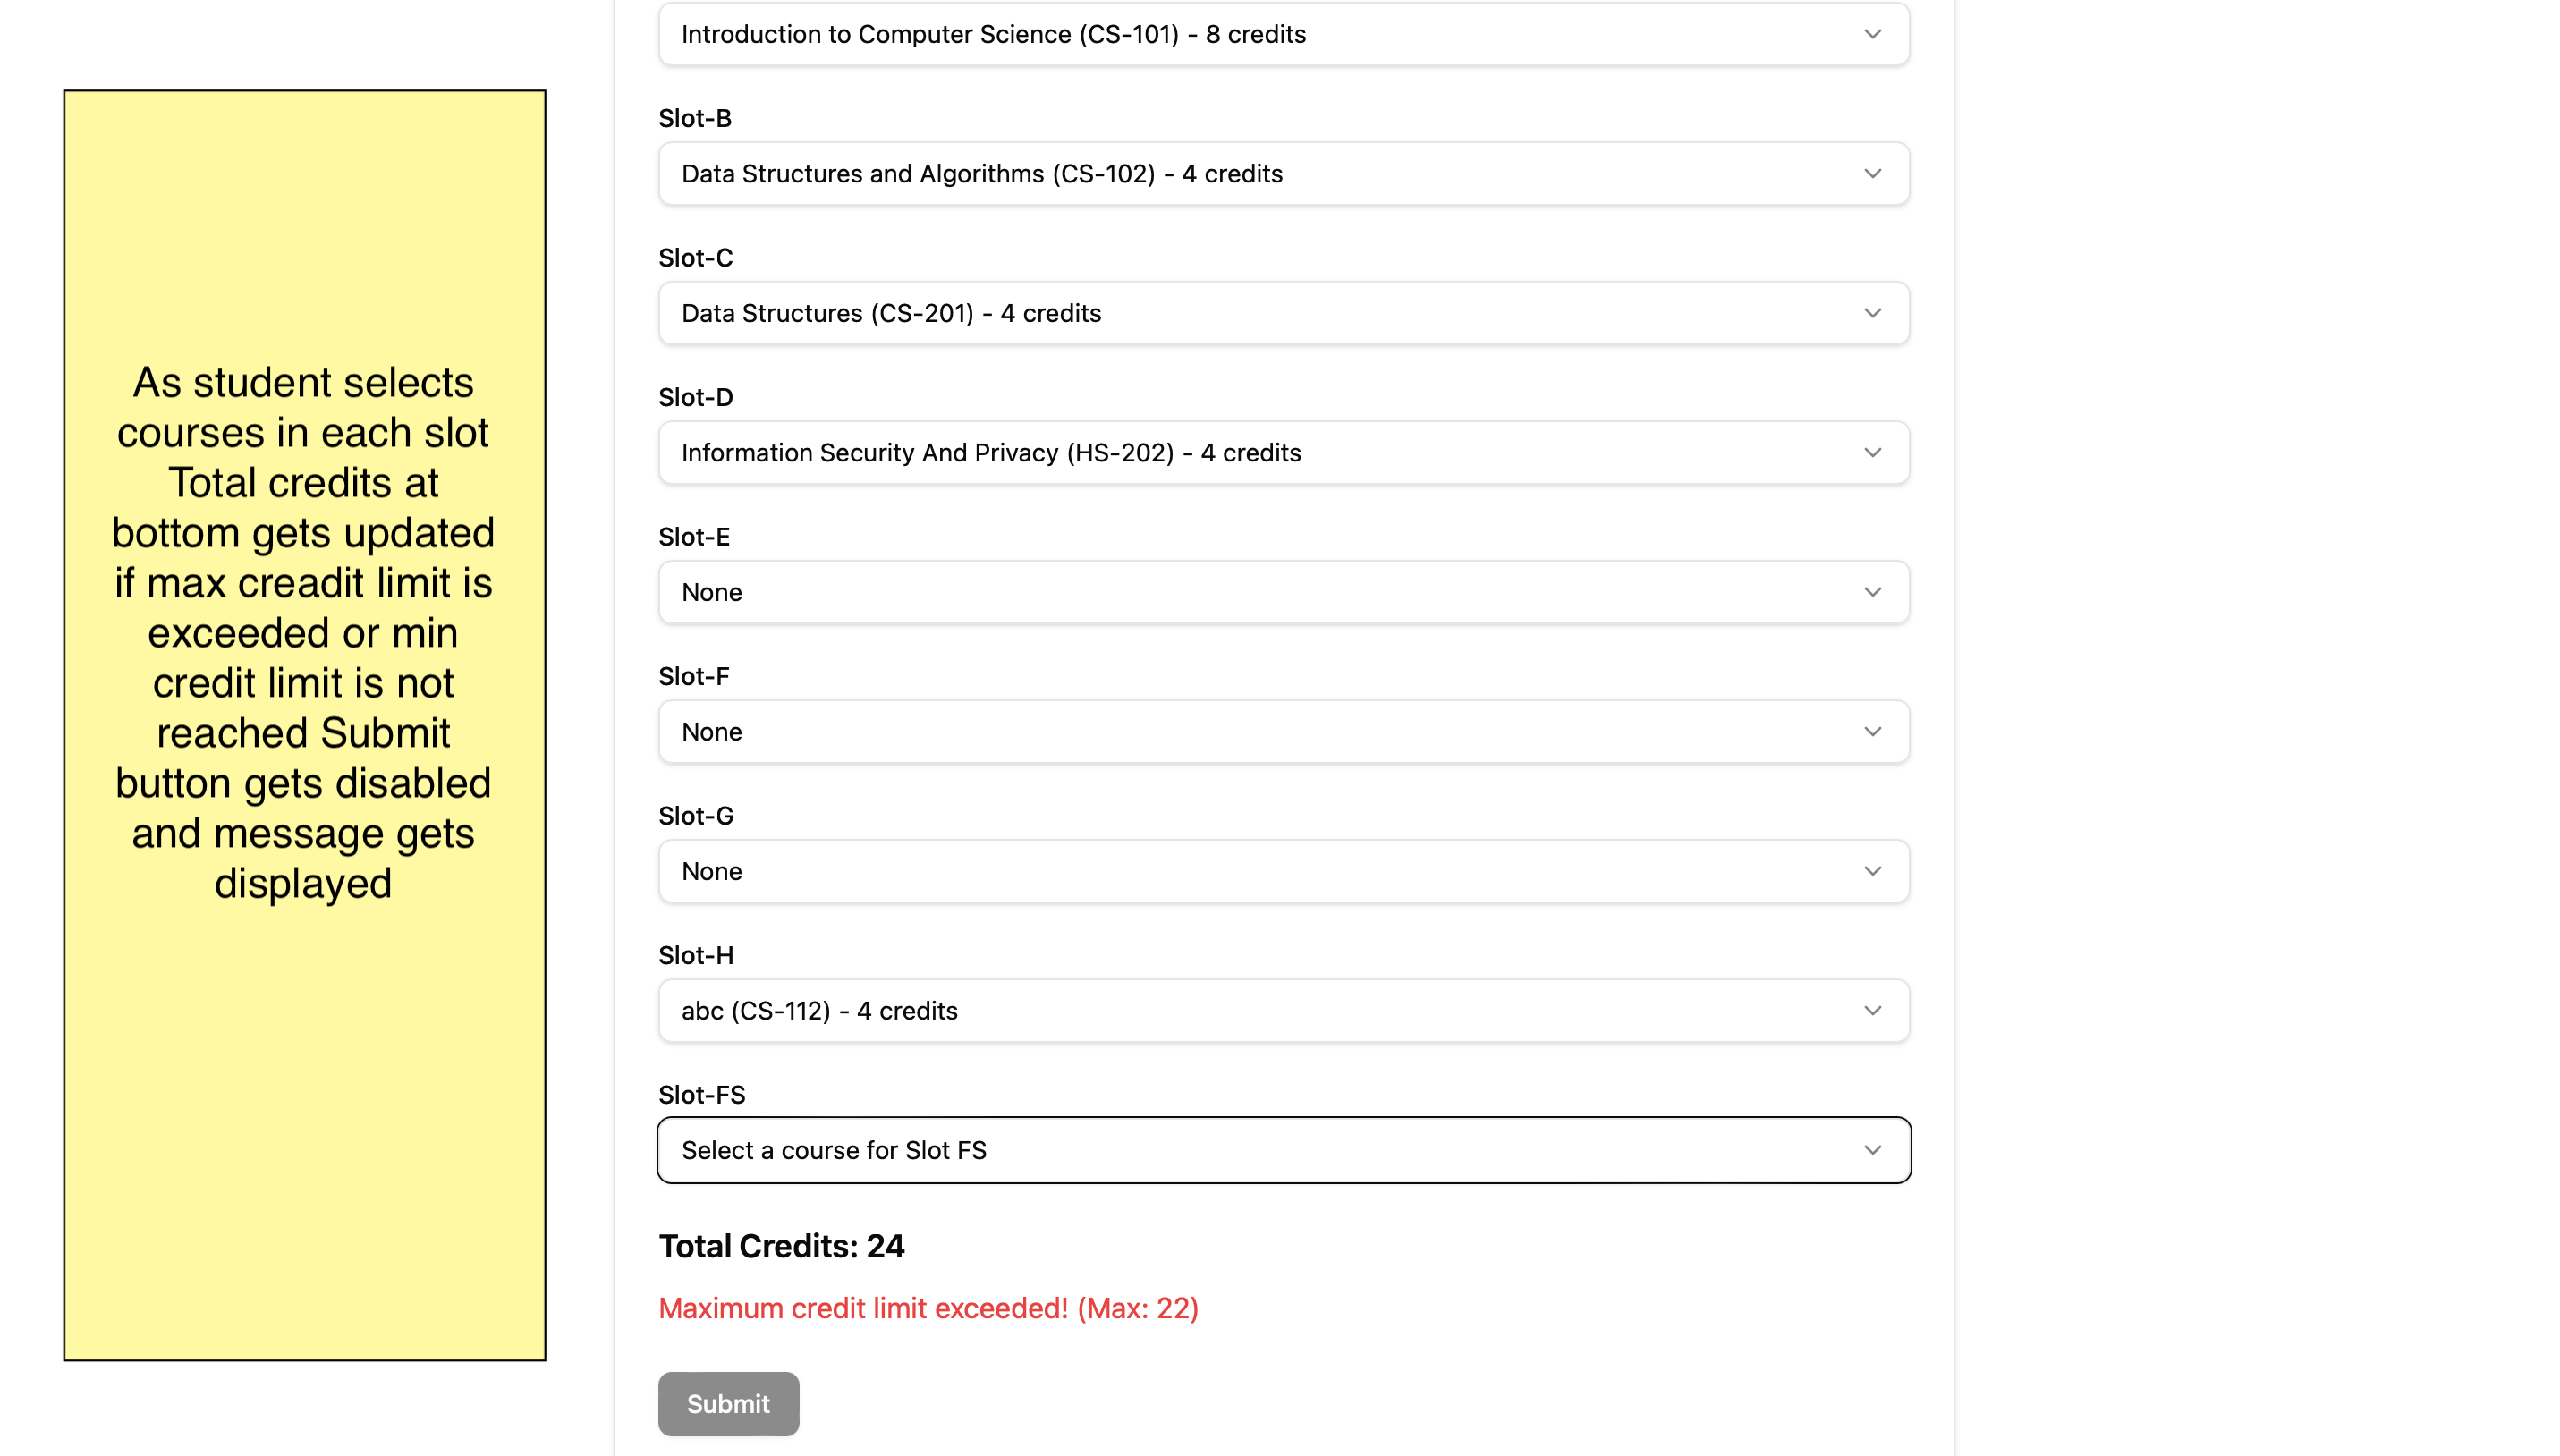 As student selects
courses in each slot
Total credits at
bottom gets updated
if max creadit limit is
exceeded or min
credit limit is not
reached Submit
button gets disabled
and message gets
displayed
Introduction to Computer Science (CS-101) - 8 credits
Slot-B
Data Structures and Algorithms (CS-102) - 4 credits
Slot-C
Data Structures (CS-201) - 4 credits
Slot-D
Information Security And Privacy (HS-202) - 4 credits
Slot-E
None
Slot-F
None
Slot-G
None
Slot-H
abc (CS-112) - 4 credits
Slot-FS
Select a course for Slot FS
Total Credits: 24
Maximum credit limit exceeded! (Max: 22)
Submit